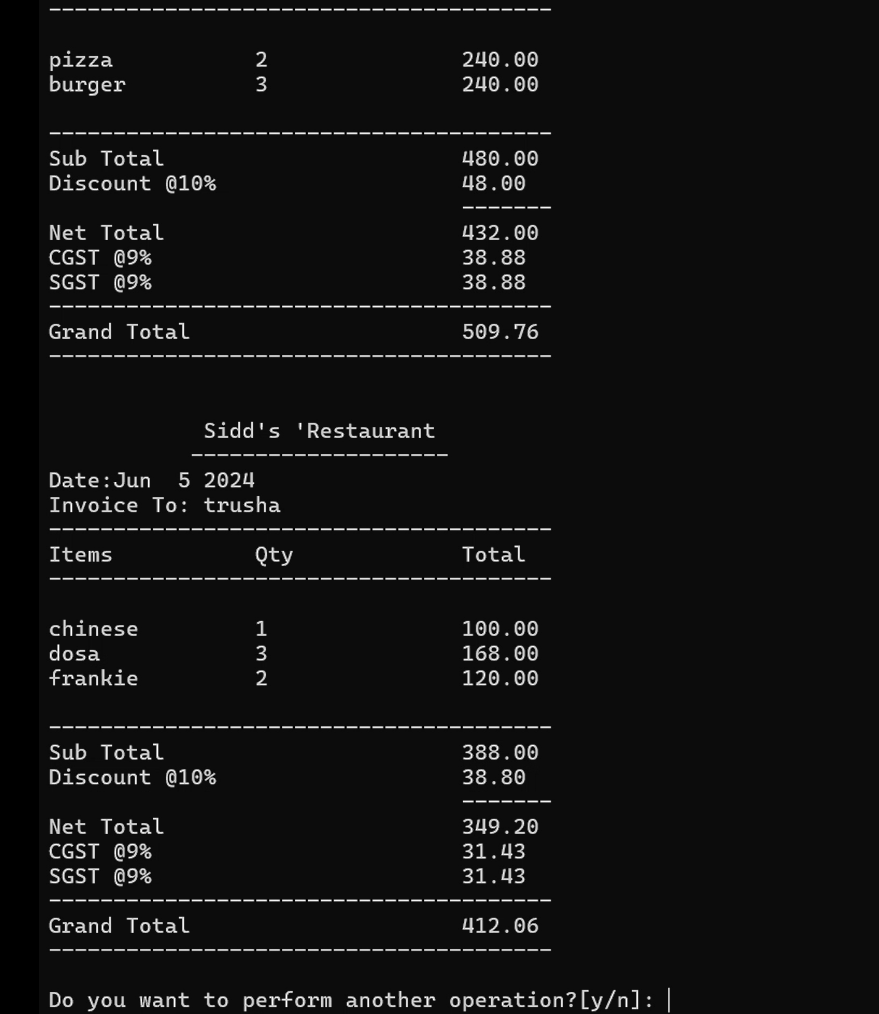 ---------------------------------------
pizza 2 240.00
burger 3 240.00
---------------------------------------
Sub Total 480.00
Discount @10% 48.00
-------
Net Total 432.00
CGST @9% 38.88
SGST @9% 38.88
---------------------------------------
Grand Total 509.76
---------------------------------------
Sidd's 'Restaurant
--------------------
Date:Jun  5 2024
Invoice To: trusha
---------------------------------------
Items Qty Total
---------------------------------------
chinese 1 100.00
dosa 3 168.00
frankie 2 120.00
---------------------------------------
Sub Total 388.00
Discount @10% 38.80
-------
Net Total 349.20
CGST @9% 31.43
SGST @9% 31.43
---------------------------------------
Grand Total 412.06
---------------------------------------
Do you want to perform another operation?[y/n]: